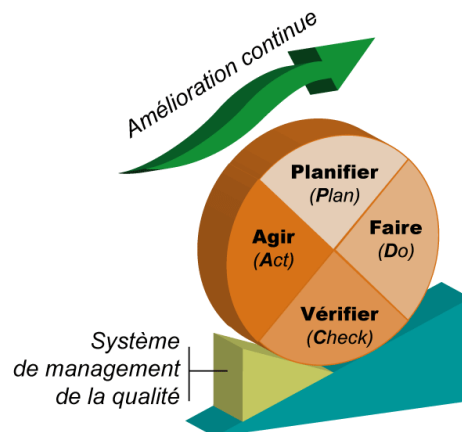 Amélioration continue
Planifier
(Plan)
Agir
(Act)
Faire
(Do)
Vérifier
(Check)
Système
de management
de la qualité